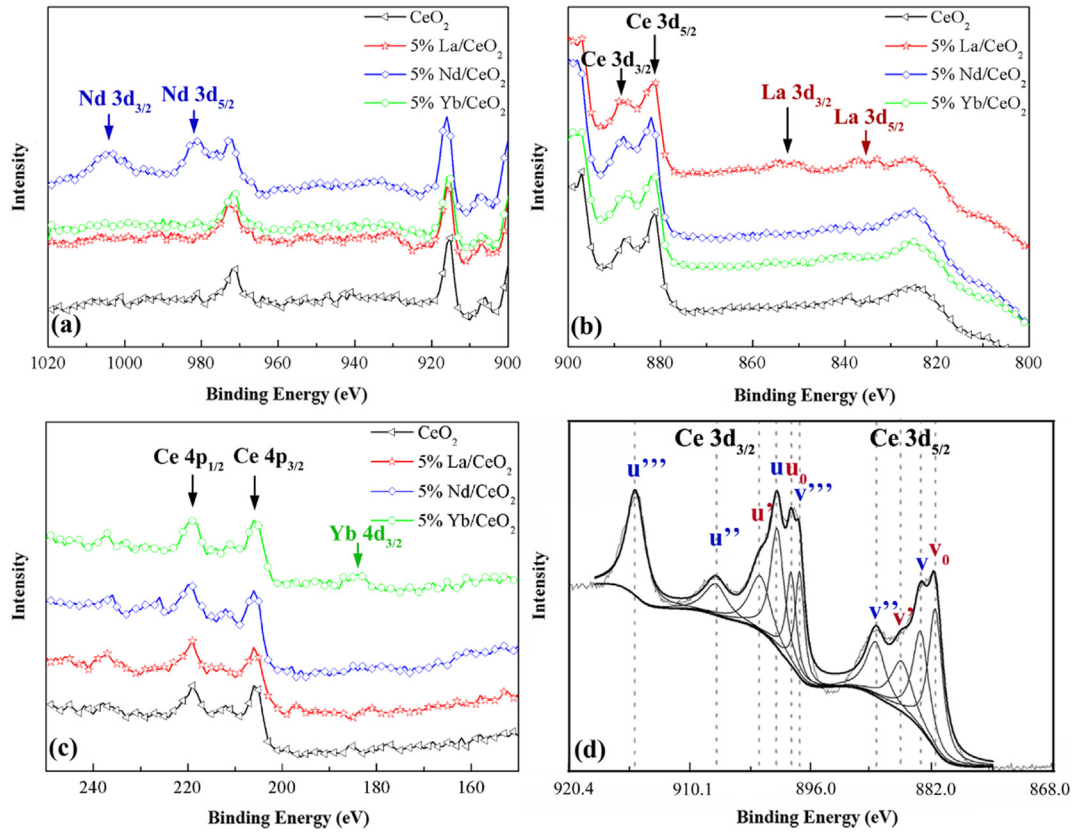 CeO2
5% La/CeO2
5% Nd/CeO2
5% Yb/CeO2
Nd 3d3/2
Nd 3d5/2
Intensity
(a)
1020 1000 980 960 940 920 900
Binding Energy (eV)
CeO2
5% La/CeO2
5% Nd/CeO2
5% Yb/CeO2
Ce 3d5/2
Ce 3d3/2
La 3d3/2
La 3d5/2
Intensity
(b)
900 880 860 840 820 800
Binding Energy (eV)
CeO2
5% La/CeO2
5% Nd/CeO2
5% Yb/CeO2
Ce 4p1/2
Ce 4p3/2
Yb 4d3/2
Intensity
(c)
240 220 200 180 160
Binding Energy (eV)
Ce 3d3/2
Ce 3d5/2
u'''
u''
u'
u
u0
v'''
v''
v'
v
v0
Intensity
(d)
920.4 910.1 896.0 882.0 868.0
Binding Energy (eV)